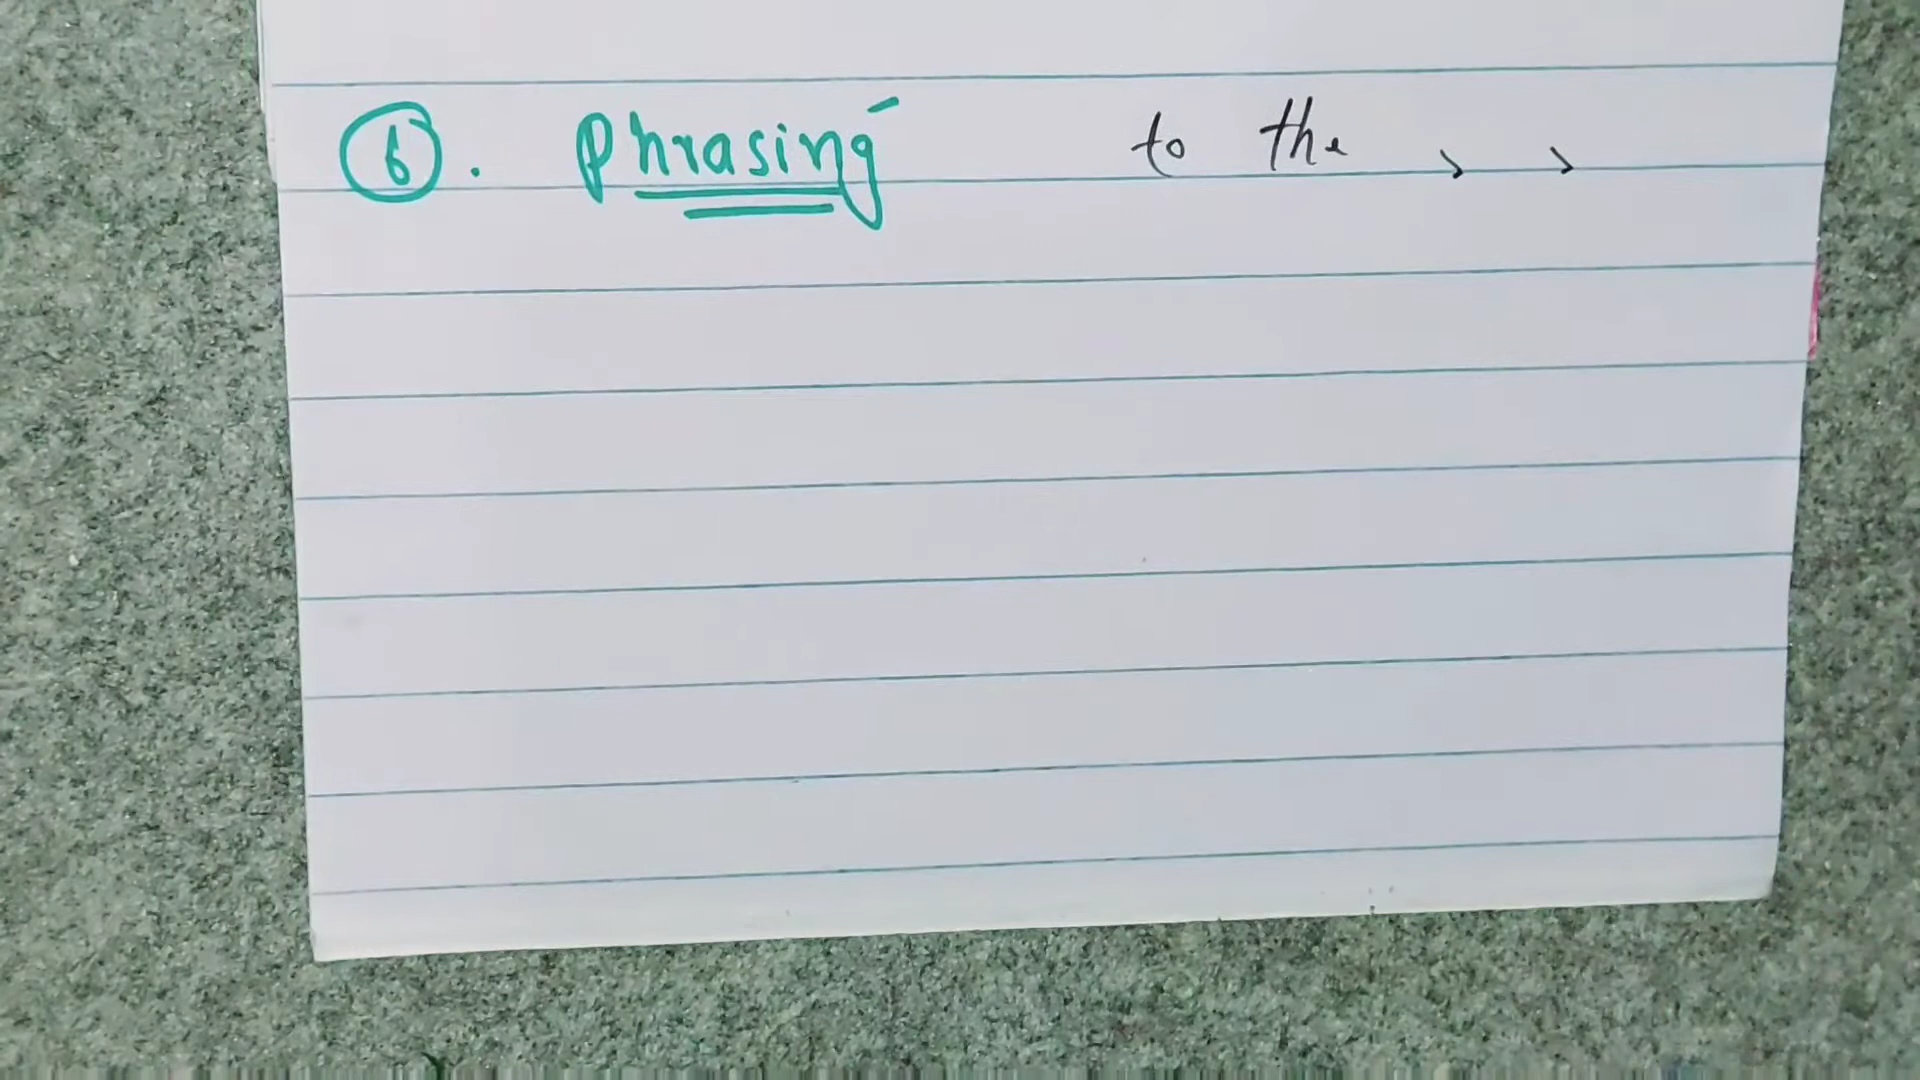 6. Phrasing to the